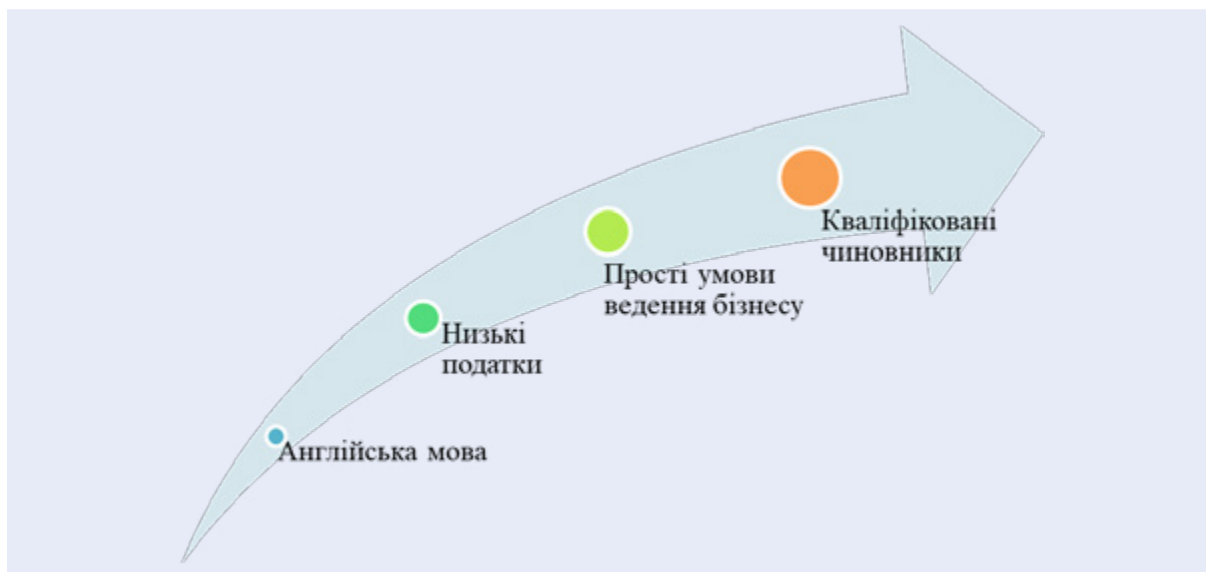 Кваліфіковані
чиновники
Прості умови
ведення бізнесу
Низькі
податки
Англійська мова